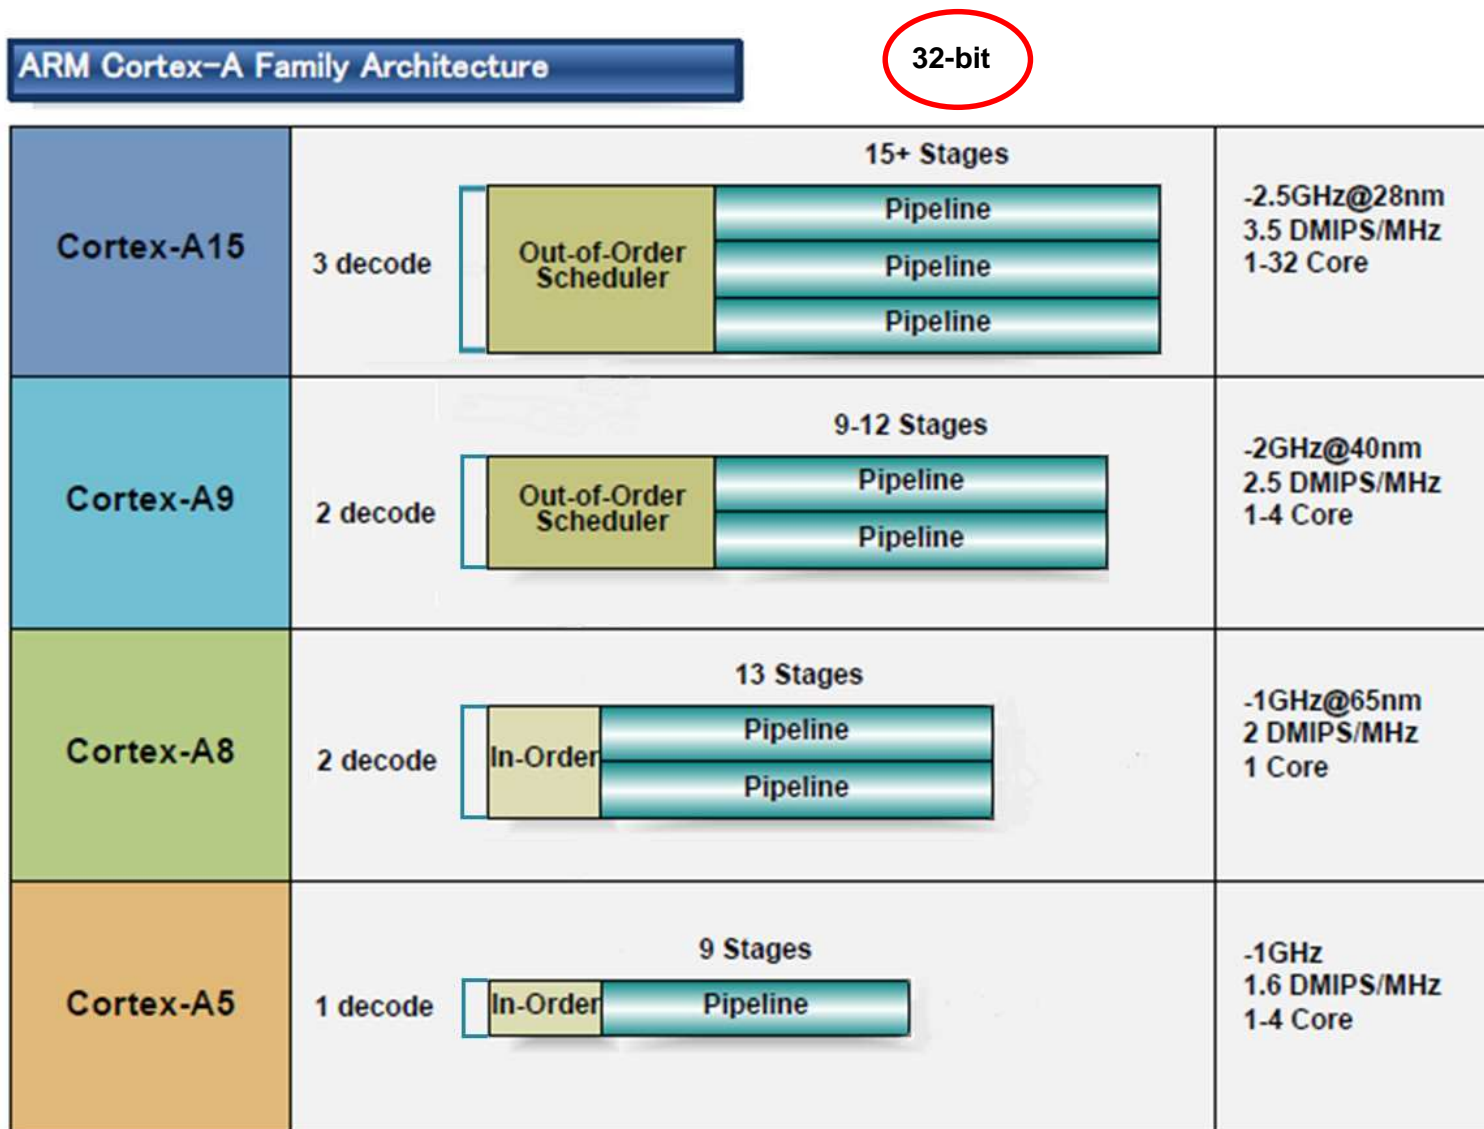 ARM Cortex-A Family Architecture
32-bit
Cortex-A15
3 decode
15+ Stages
Out-of-Order
Scheduler
Pipeline
Pipeline
Pipeline
-2.5GHz@28nm
3.5 DMIPS/MHz
1-32 Core
Cortex-A9
2 decode
9-12 Stages
Out-of-Order
Scheduler
Pipeline
Pipeline
-2GHz@40nm
2.5 DMIPS/MHz
1-4 Core
Cortex-A8
2 decode
13 Stages
In-Order
Pipeline
Pipeline
-1GHz@65nm
2 DMIPS/MHz
1 Core
Cortex-A5
1 decode
9 Stages
In-Order
Pipeline
-1GHz
1.6 DMIPS/MHz
1-4 Core